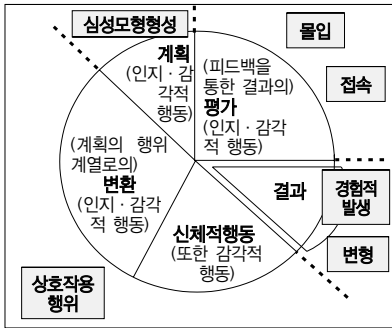 심성모형형성
몰입
계획
(인지·감
각적
행동)
(피드백을
통한 결과의)
평가
(인지·감각
적 행동)
접속
(계획의 행위
계열로의)
변환
(인지·감각
적 행동)
결과
경험적
발생
신체적행동
(또한 감각적
행동)
변형
상호작용
행위